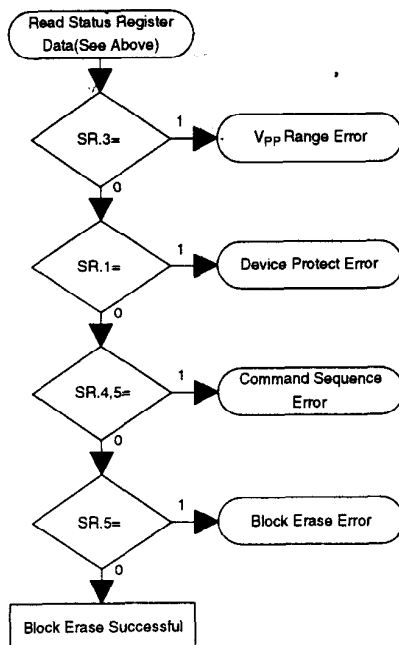 Read Status Register
Data(See Above)
SR.3=
1
VPP Range Error
0
SR.1=
1
Device Protect Error
0
SR.4,5=
1
Command Sequence
Error
0
SR.5=
1
Block Erase Error
0
Block Erase Successful